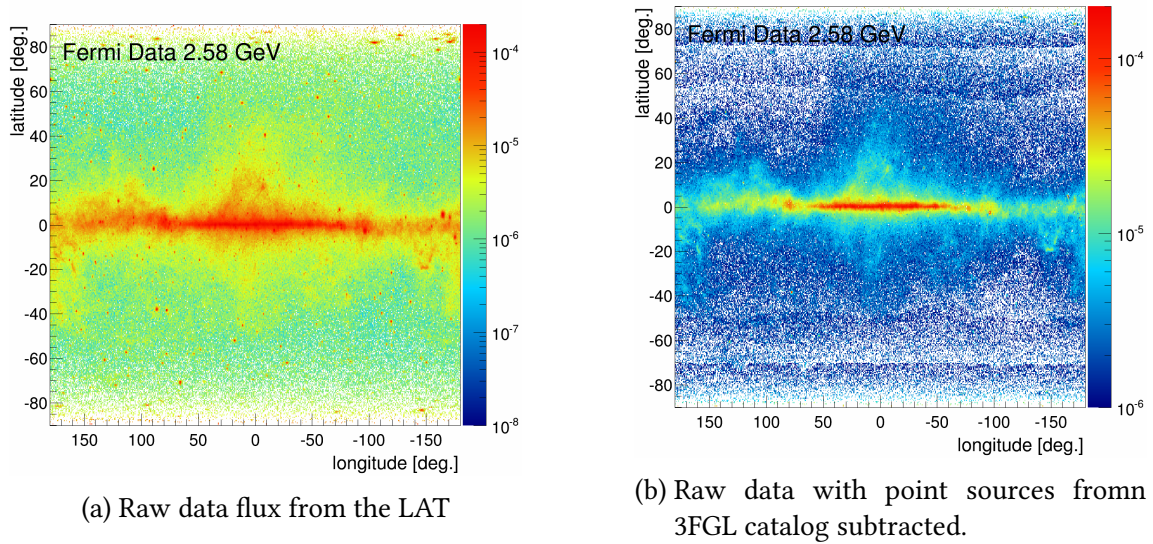 Fermi Data 2.58 GeV
latitude [deg.]
80
60
40
20
0
-20
-40
-60
-80
150 100 50 0 -50 -100 -150
longitude [deg.]
10-4
10-5
10-6
10-7
10-8
(a) Raw data flux from the LAT
Fermi Data 2.58 GeV
latitude [deg.]
80
60
40
20
0
-20
-40
-60
-80
150 100 50 0 -50 -100 -150
longitude [deg.]
10-4
10-5
10-6
(b) Raw data with point sources fromn
3FGL catalog subtracted.